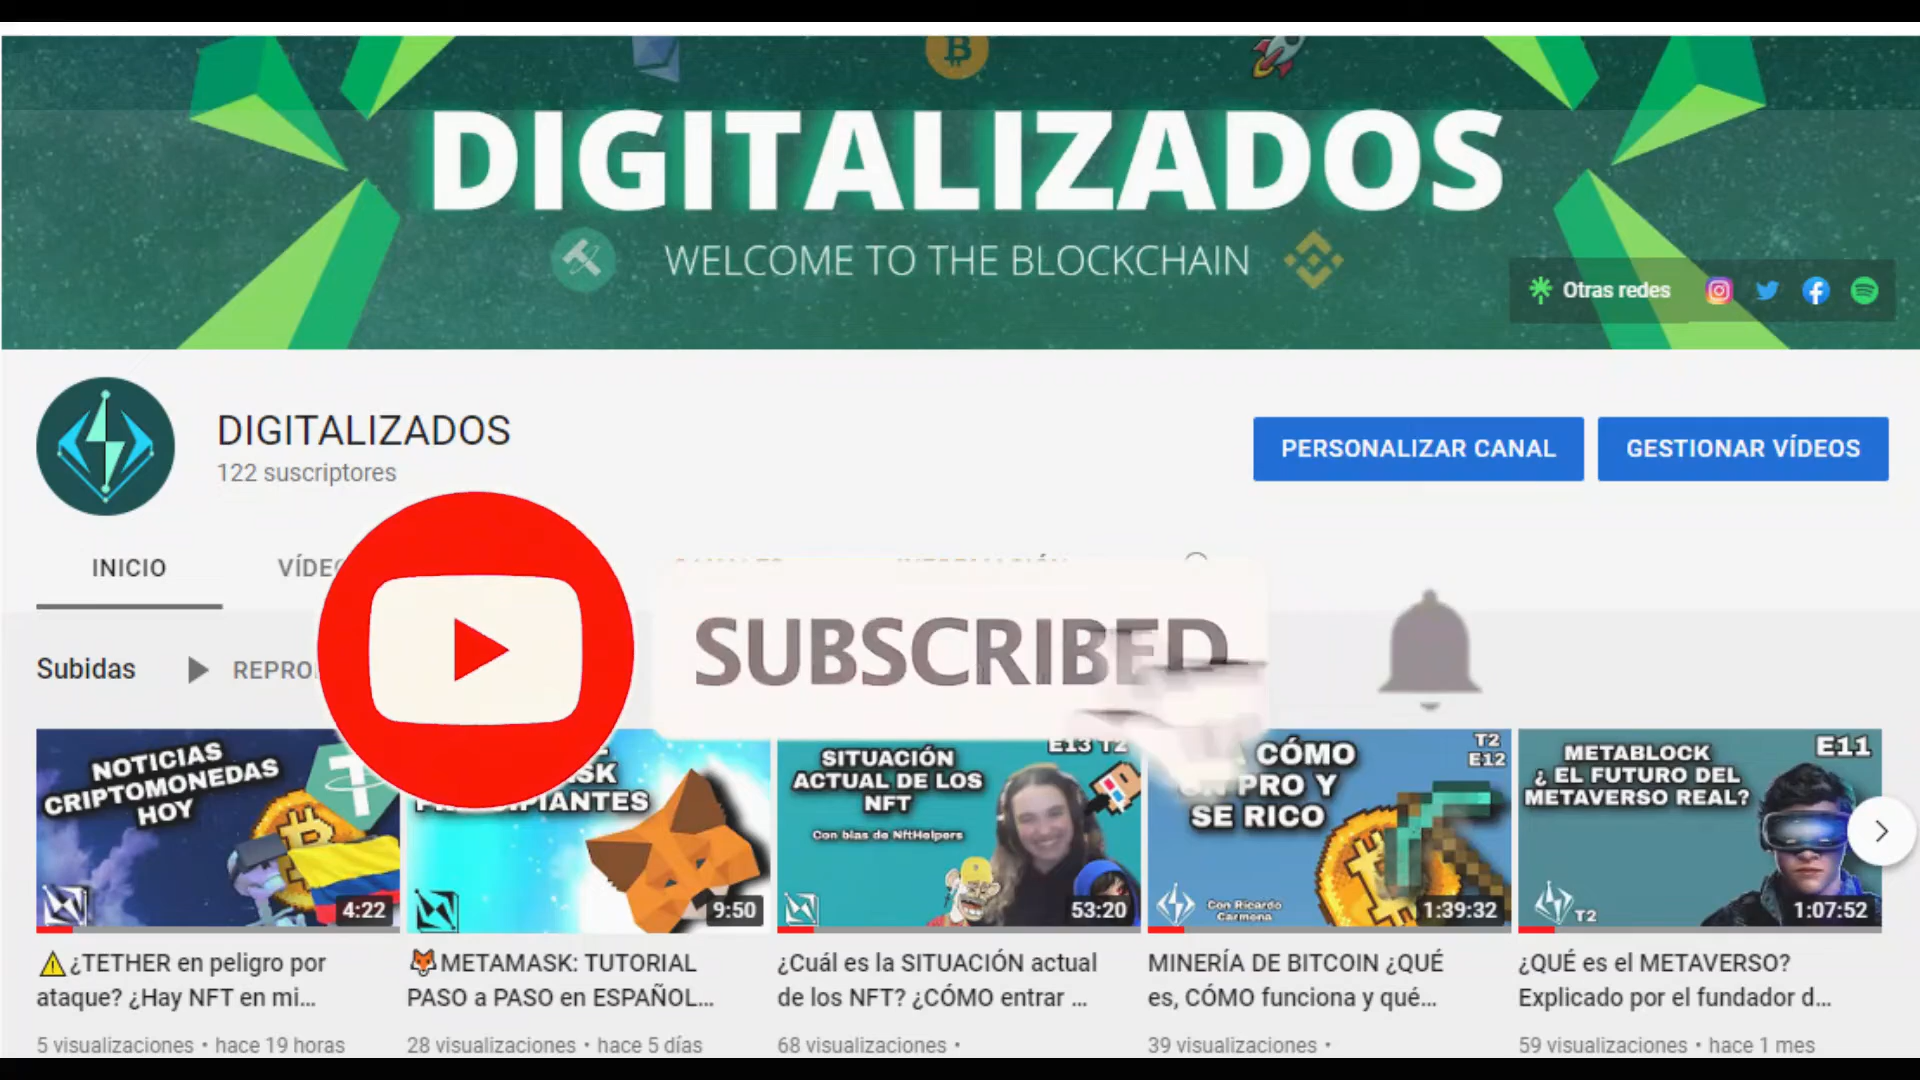 DIGITALIZADOS
WELCOME TO THE BLOCKCHAIN
Otras redes
DIGITALIZADOS
122 suscriptores
PERSONALIZAR CANAL
GESTIONAR VÍDEOS
INICIO
SUBSCRIBED
Subidas
NOTICIAS
CRIPTOMONEDAS
HOY
4:22
9:50
E13 T2
SITUACIÓN
ACTUAL DE LOS
NFT
Con blas de NftHelpers
53:20
T2
E12
CÓMO
PRO Y
SE RICO
Con Ricardo
Carmona
1:39:32
E11
METABLOCK
¿ EL FUTURO DEL
METAVERSO REAL?
T2
1:07:52
⚠¿TETHER en peligro por
ataque? ¿Hay NFT en mi...
5 visualizaciones • hace 19 horas
🦊METAMASK: TUTORIAL
PASO a PASO en ESPAÑOL...
28 visualizaciones • hace 5 días
¿Cuál es la SITUACIÓN actual
de los NFT? ¿CÓMO entrar ...
68 visualizaciones •
MINERÍA DE BITCOIN ¿QUÉ
es, CÓMO funciona y qué...
39 visualizaciones •
¿QUÉ es el METAVERSO?
Explicado por el fundador d...
59 visualizaciones • hace 1 mes